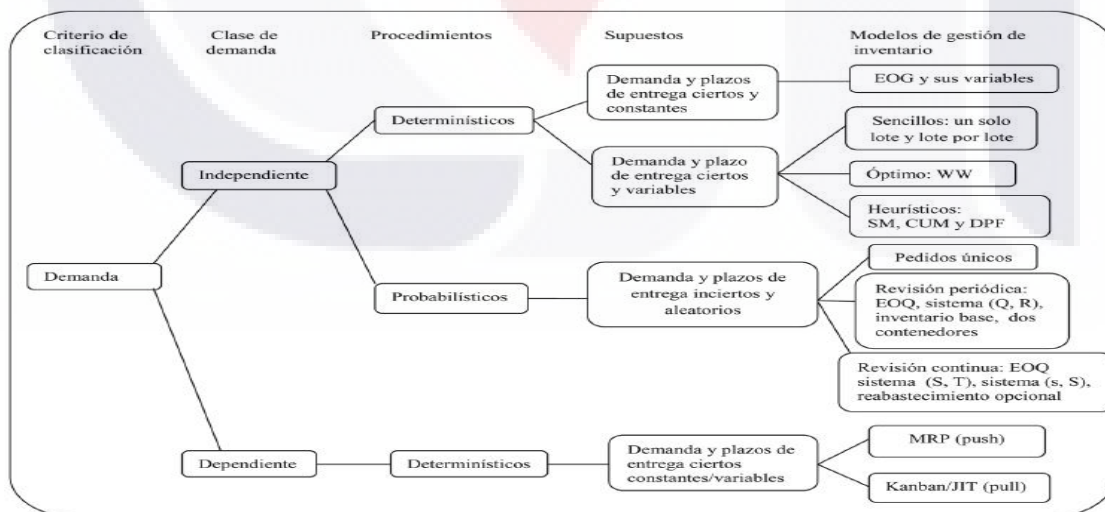 Criterio de
clasificación
Clase de
demanda
Procedimientos
Supuestos
Modelos de gestión de
inventario
Demanda y plazos
de entrega ciertos y
constantes
EOG y sus variables
Determinísticos
Sencillos: un solo
lote y lote por lote
Demanda y plazo
de entrega ciertos
y variables
Independiente
Óptimo: WW
Heurísticos:
SM, CUM y DPF
Demanda
Pedidos únicos
Probabilísticos
Demanda y plazos de
entrega inciertos y
aleatorios
Revisión periódica:
EOQ, sistema (Q, R),
inventario base, dos
contenedores
Revisión continua: EOQ
sistema (S, T), sistema (s, S),
reabastecimiento opcional
Dependiente
Determinísticos
Demanda y plazos de
entrega ciertos
constantes/variables
MRP (push)
Kanban/JIT (pull)